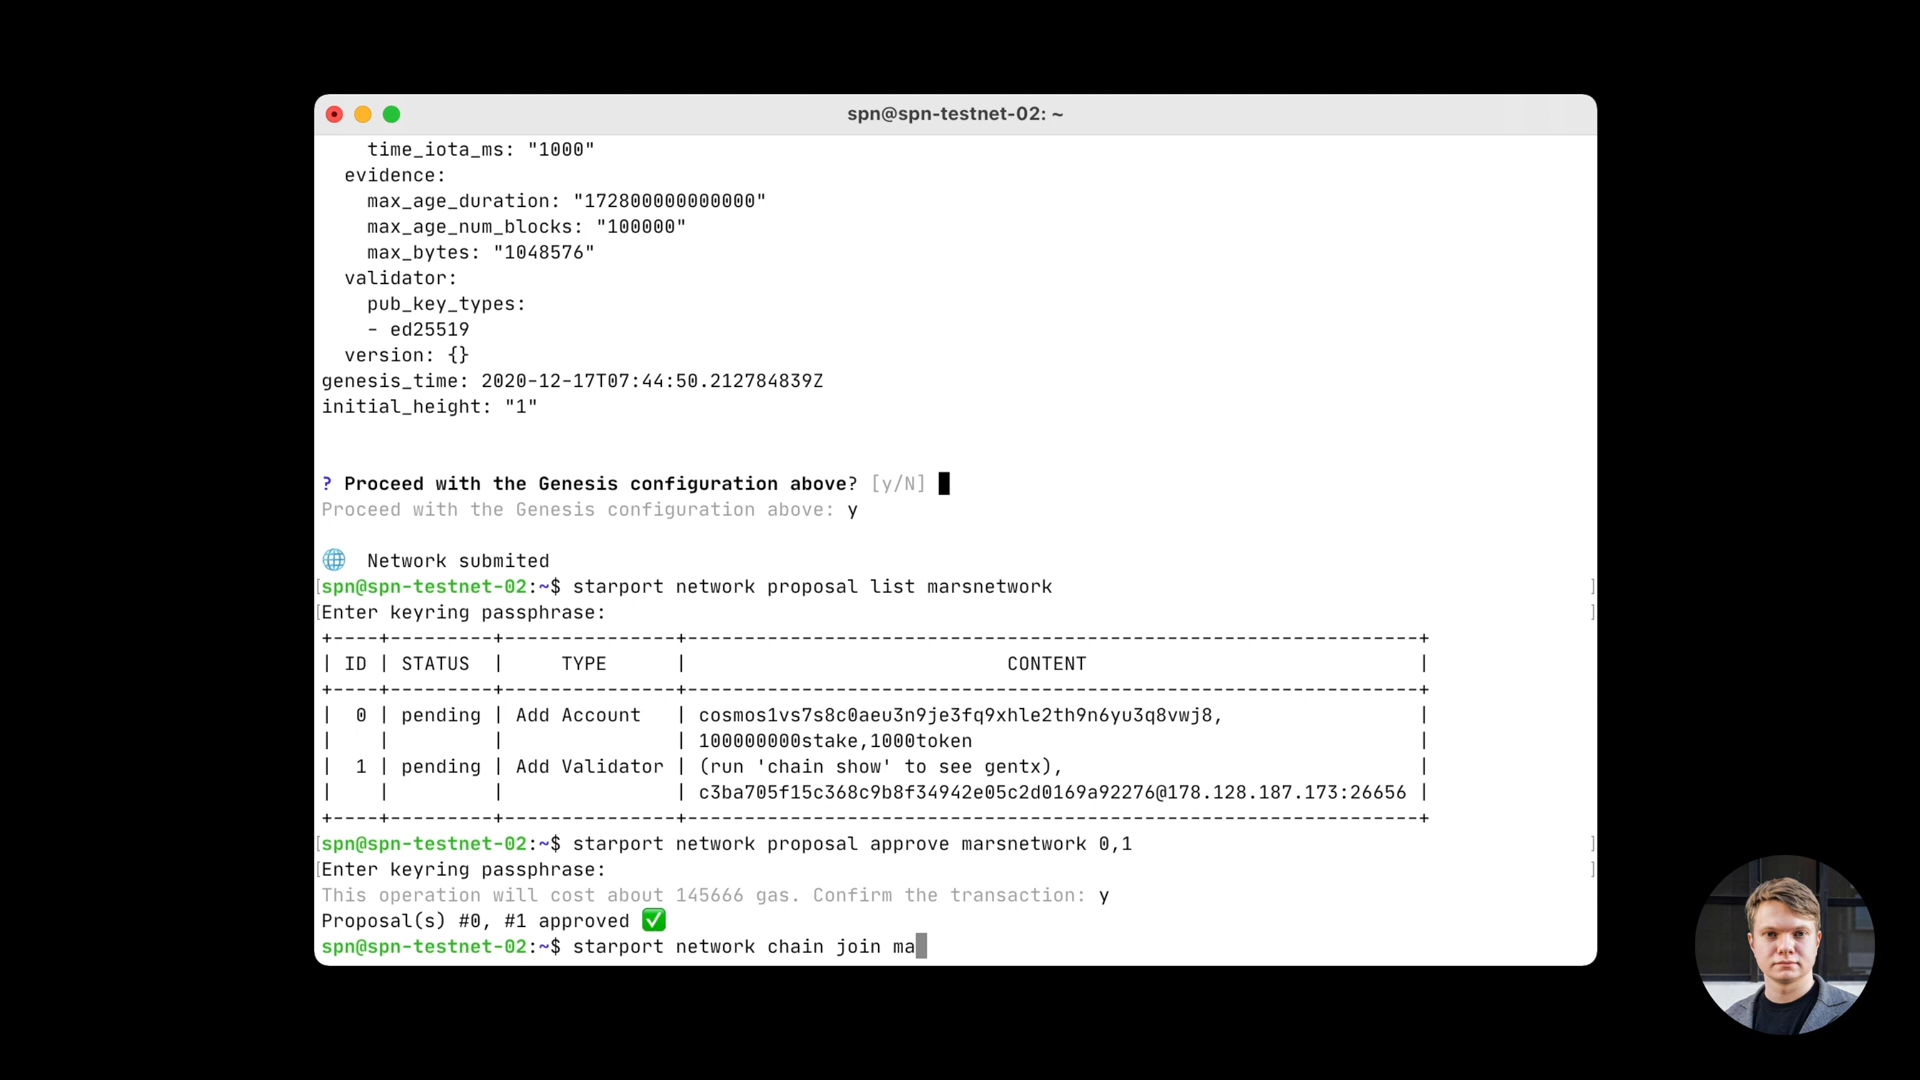 spn@spn-testnet-02: ~
time_iota_ms: "1000"
evidence:
max_age_duration: "172800000000000"
max_age_num_blocks: "100000"
max_bytes: "1048576"
validator:
pub_key_types:
- ed25519
version: {}
genesis_time: 2020-12-17T07:44:50.212784839Z
initial_height: "1"
? Proceed with the Genesis configuration above? [y/N]
Proceed with the Genesis configuration above: y
🌐 Network submited
[spn@spn-testnet-02:~$ starport network proposal list marsnetwork ]
[Enter keyring passphrase: ]
+----+---------+---------------+----------------------------------------------------------------+
| ID | STATUS | TYPE | CONTENT |
+----+---------+---------------+----------------------------------------------------------------+
| 0 | pending | Add Account | cosmos1vs7s8c0aeu3n9je3fq9xhle2th9n6yu3q8vwj8, |
| | | | 100000000stake,1000token |
| 1 | pending | Add Validator | (run 'chain show' to see gentx), |
| | | | c3ba705f15c368c9b8f34942e05c2d0169a92276@178.128.187.173:26656 |
+----+---------+---------------+----------------------------------------------------------------+
[spn@spn-testnet-02:~$ starport network proposal approve marsnetwork 0,1 ]
[Enter keyring passphrase: ]
This operation will cost about 145666 gas. Confirm the transaction: y
Proposal(s) #0, #1 approved ✅
spn@spn-testnet-02:~$ starport network chain join ma